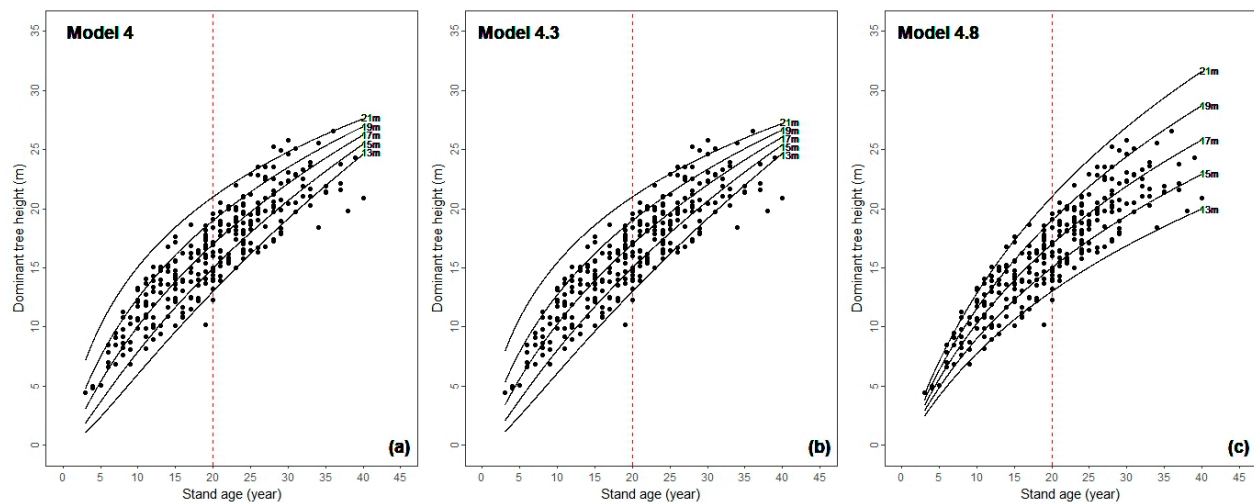 Model 4
Dominant tree height (m)
35
30
25
20
15
10
5
0
21m
19m
17m
15m
13m
(a)
0 5 10 15 20 25 30 35 40 45
Stand age (year)
Model 4.3
Dominant tree height (m)
35
30
25
20
15
10
5
0
21m
19m
17m
15m
13m
(b)
0 5 10 15 20 25 30 35 40 45
Stand age (year)
Model 4.8
Dominant tree height (m)
35
30
25
20
15
10
5
0
21m
19m
17m
15m
13m
(c)
0 5 10 15 20 25 30 35 40 45
Stand age (year)